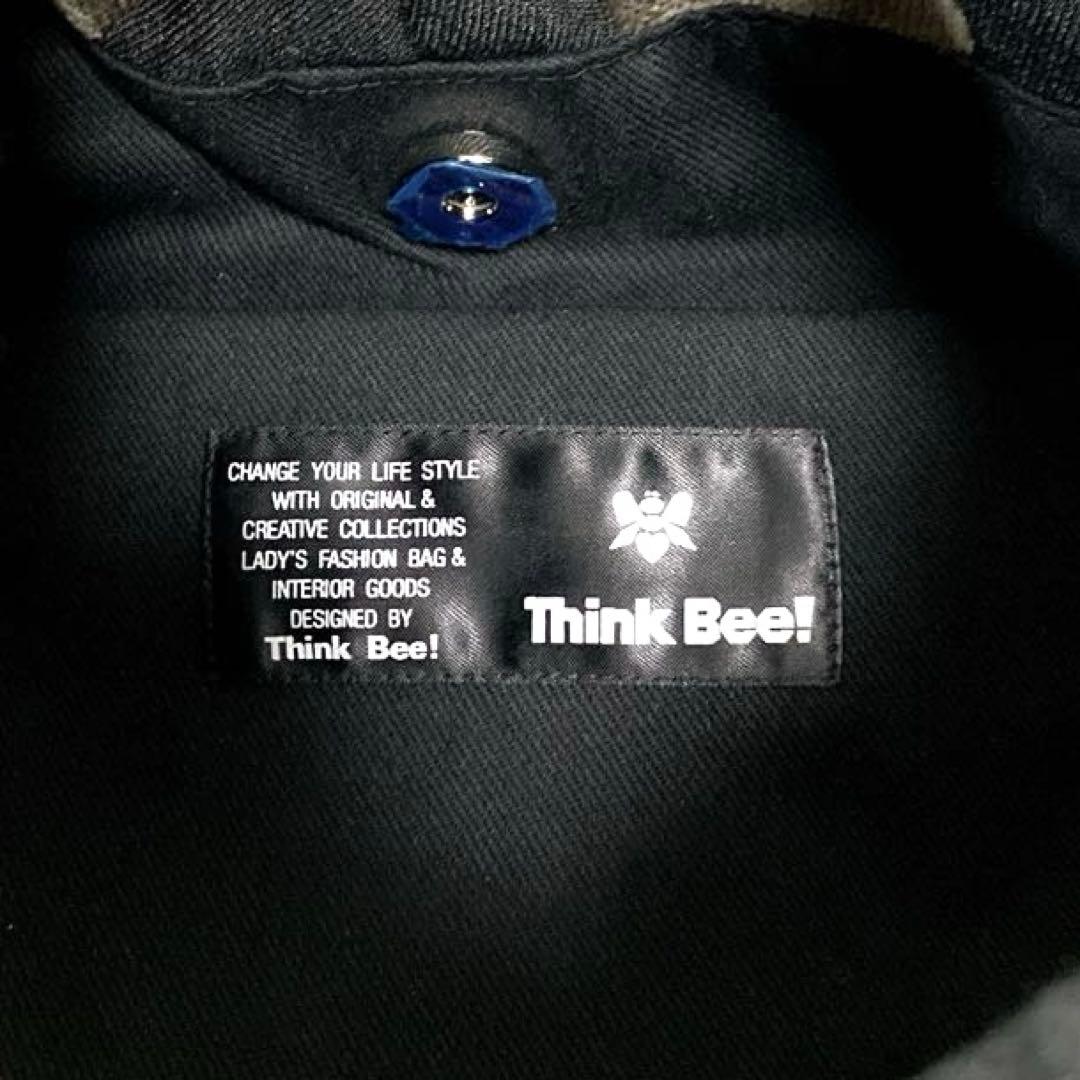 CHANGE YOUR LIFE STYLE
WITH ORIGINAL &
CREATIVE COLLECTIONS
LADY'S FASHION BAG &
INTERIOR GOODS
DESIGNED BY
Think Bee!
Think Bee!